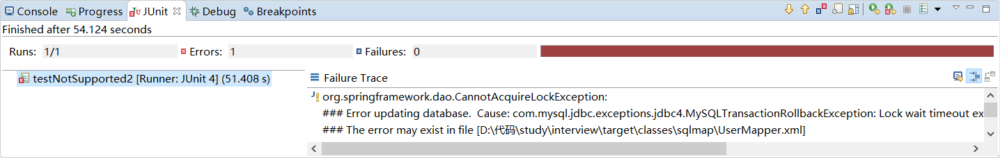 Console Progress JUnit Debug Breakpoints
Finished after 54.124 seconds
Runs: 1/1 Errors: 1 Failures: 0
testNotSupported2 [Runner: JUnit 4] (51.408 s)
Failure Trace
org.springframework.dao.CannotAcquireLockException:
### Error updating database.  Cause: com.mysql.jdbc.exceptions.jdbc4.MySQLTransactionRollbackException: Lock wait timeout ex
### The error may exist in file [D:\代码\study\interview\target\classes\sqlmap\UserMapper.xml]